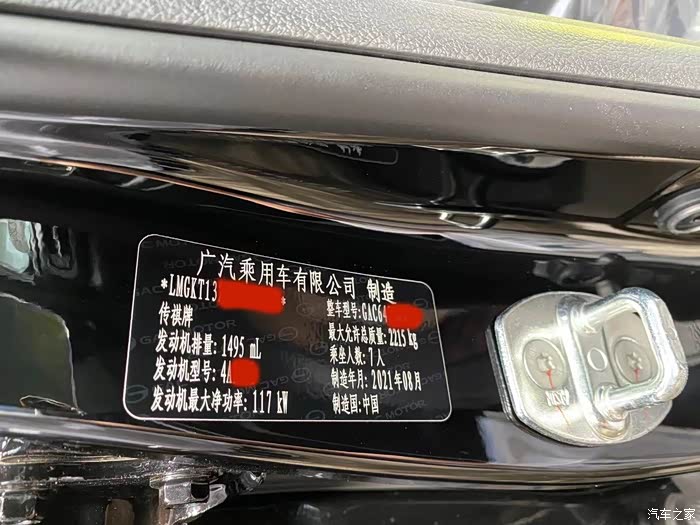 广汽乘用车有限公司 制造
*LMGKT13 *
传祺牌
发动机排量: 1495 mL
发动机型号: 4A
发动机最大净功率: 117 kW
整车型号:GAC64
最大允许总质量: 2215 kg
乘坐人数: 7人
制造年月: 2021年08月
制造国:中国
GAC MOTOR
汽车之家